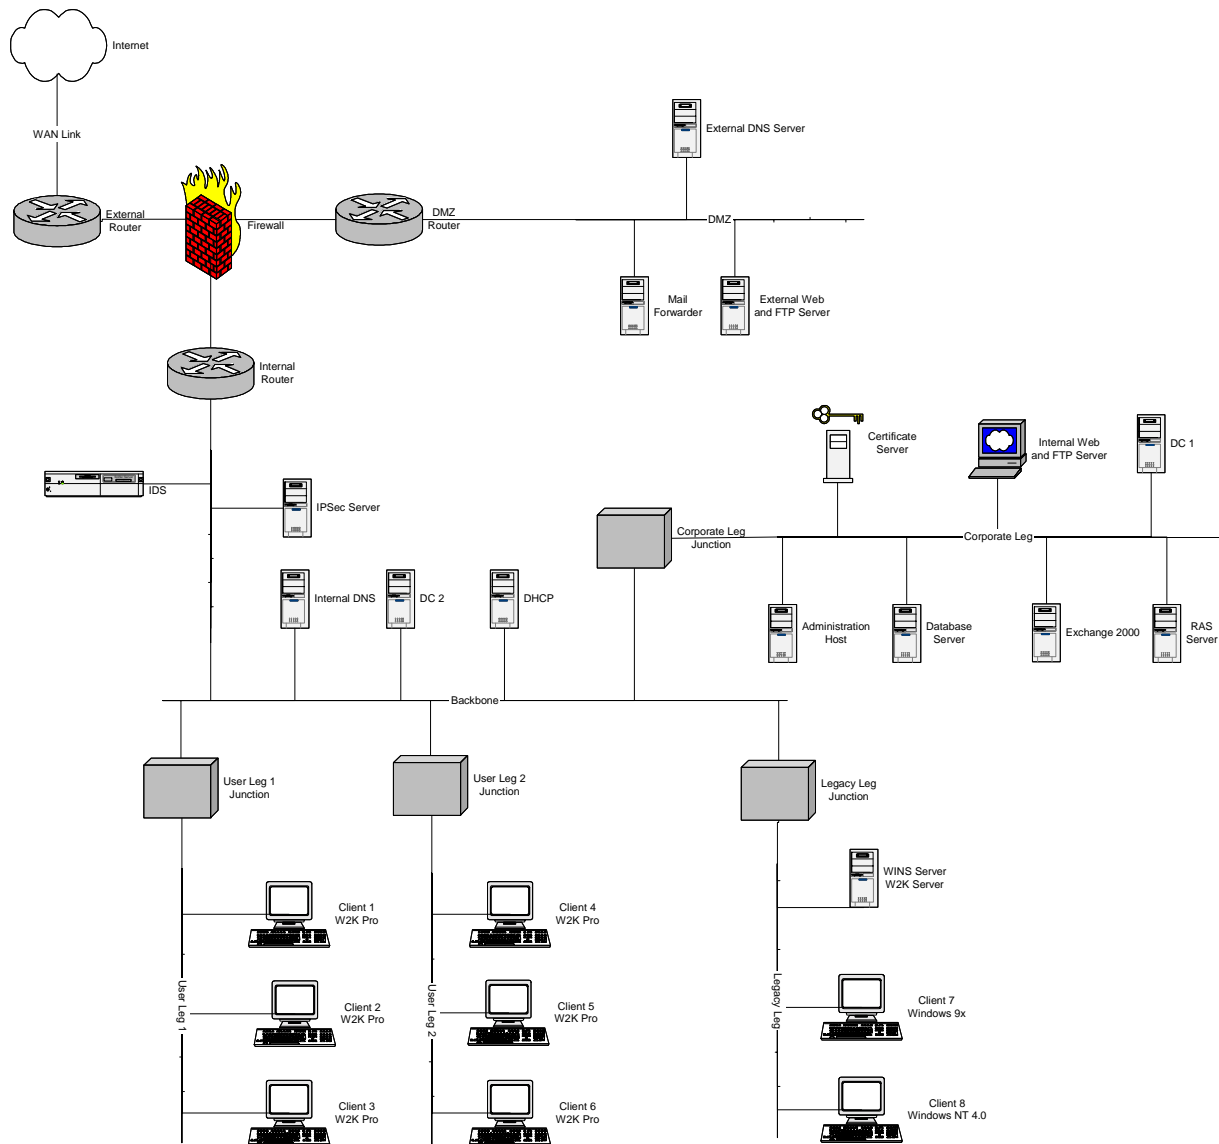 Internet
WAN Link
External DNS Server
External
Router
Firewall
DMZ
Router
DMZ
Mail
Forwarder
External Web
and FTP Server
Internal
Router
Certificate
Server
Internal Web
and FTP Server
DC 1
IDS
IPSec Server
Corporate Leg
Junction
Corporate Leg
Internal DNS
DC 2
DHCP
Administration
Host
Database
Server
Exchange 2000
RAS
Server
Backbone
User Leg 1
Junction
User Leg 2
Junction
Legacy Leg
Junction
WINS Server
W2K Server
Client 1
W2K Pro
Client 4
W2K Pro
User Leg 1
User Leg 2
Legacy Leg
Client 2
W2K Pro
Client 5
W2K Pro
Client 7
Windows 9x
Client 3
W2K Pro
Client 6
W2K Pro
Client 8
Windows NT 4.0